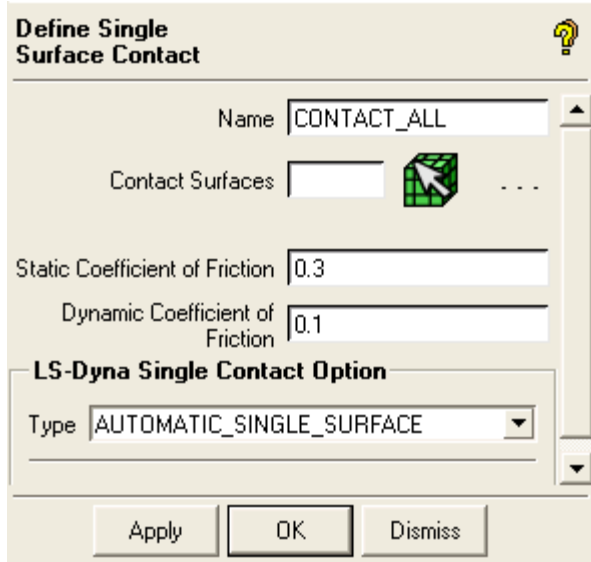 Define Single
Surface Contact
Name CONTACT_ALL
Contact Surfaces ...
Static Coefficient of Friction 0.3
Dynamic Coefficient of
Friction 0.1
LS-Dyna Single Contact Option
Type AUTOMATIC_SINGLE_SURFACE
Apply OK Dismiss